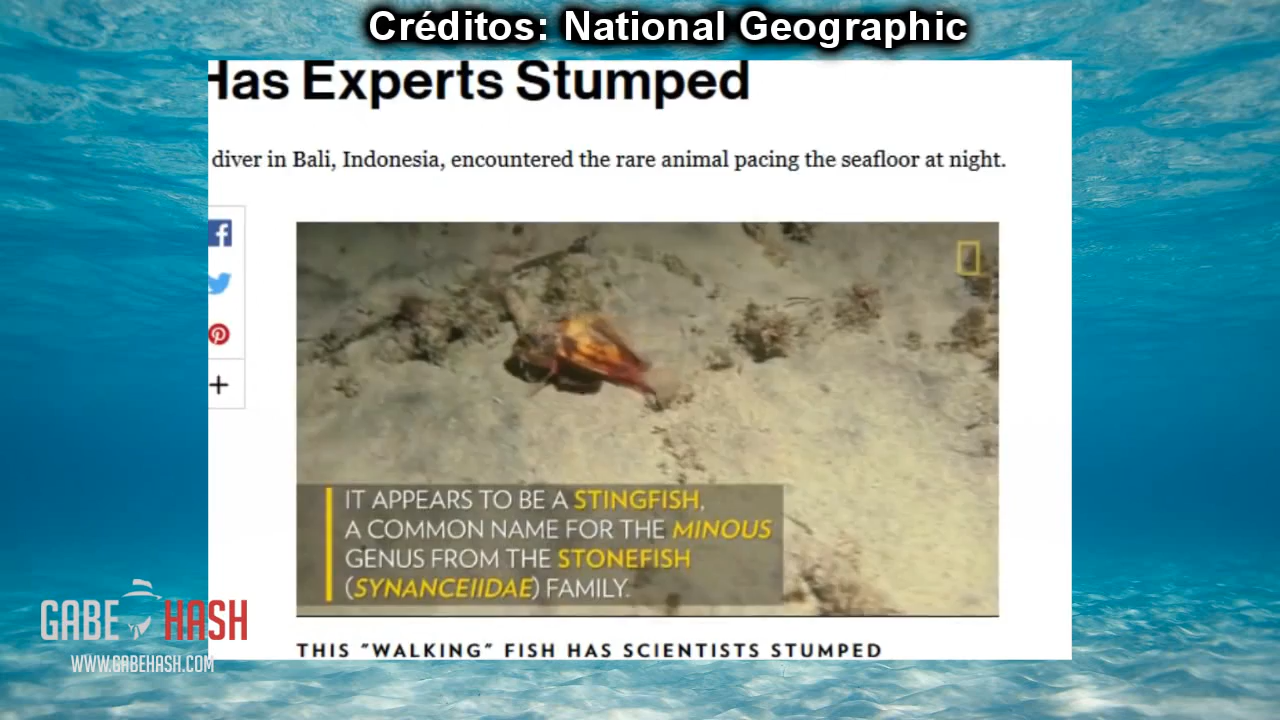 Créditos: National Geographic
Has Experts Stumped
diver in Bali, Indonesia, encountered the rare animal pacing the seafloor at night.
IT APPEARS TO BE A STINGFISH,
A COMMON NAME FOR THE MINOUS
GENUS FROM THE STONEFISH
(SYNANCEIIDAE) FAMILY.
THIS "WALKING" FISH HAS SCIENTISTS STUMPED
GABE HASH
WWW.GABEHASH.COM